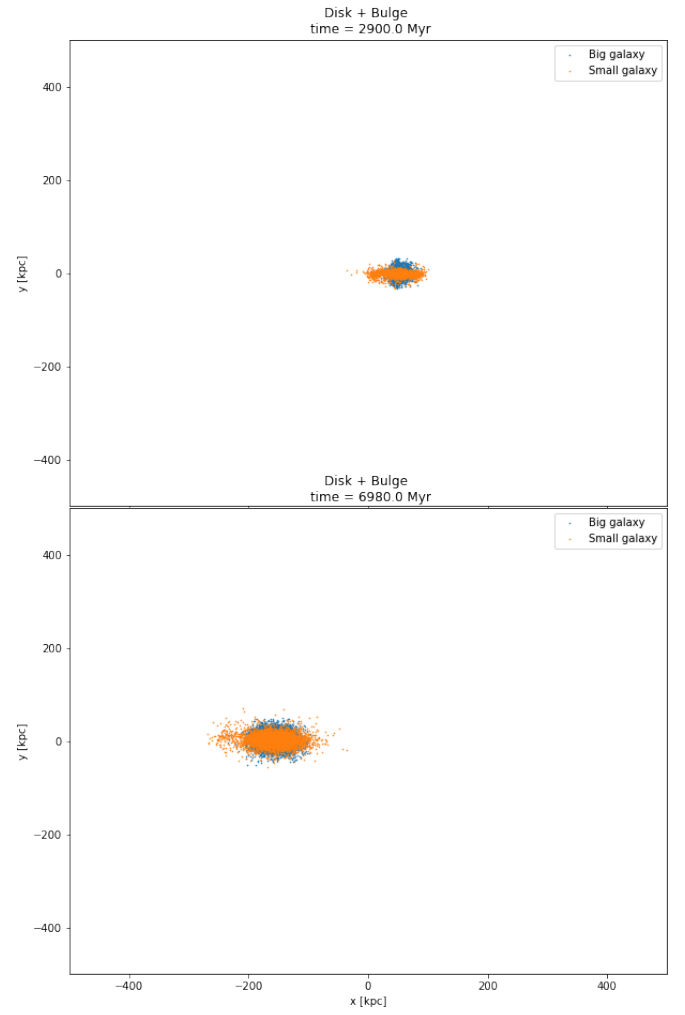 Disk + Bulge
time = 2900.0 Myr
Big galaxy
Small galaxy
400
200
0
−200
−400
y [kpc]
Disk + Bulge
time = 6980.0 Myr
Big galaxy
Small galaxy
400
200
0
−200
−400
y [kpc]
−400 −200 0 200 400
x [kpc]